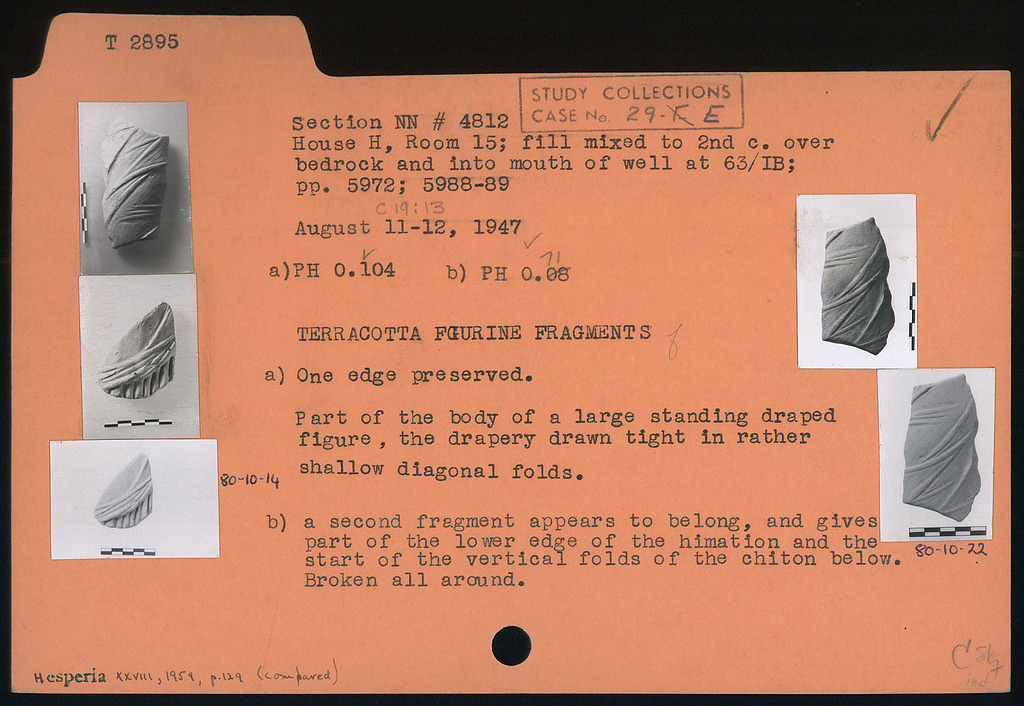 T 2895
STUDY COLLECTIONS
CASE No. 29-F E
Section NN # 4812
House H, Room 15; fill mixed to 2nd c. over
bedrock and into mouth of well at 63/IB;
pp. 5972; 5988-89
C 19:13
August 11-12, 1947
a)PH 0.104 b) PH 0.08 71
TERRACOTTA FGURINE FRAGMENTS
a) One edge preserved.
Part of the body of a large standing draped
figure, the drapery drawn tight in rather
shallow diagonal folds.
80-10-14
b) a second fragment appears to belong, and gives
part of the lower edge of the himation and the
start of the vertical folds of the chiton below.
Broken all around.
80-10-22
Hesperia XXVIII, 1959, p.129 (compared)
C